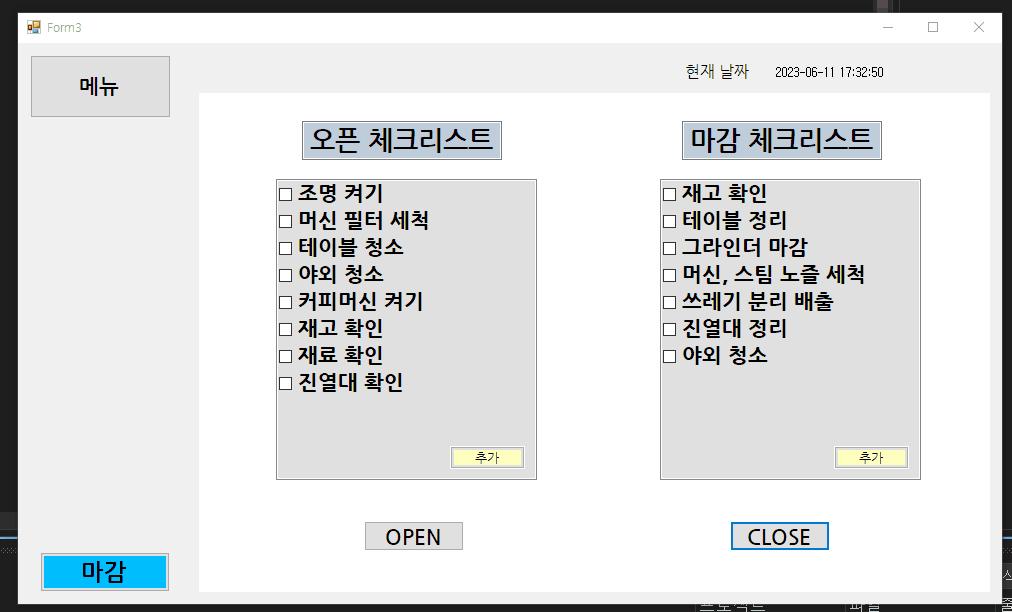 Form3
메뉴
현재 날짜 2023-06-11 17:32:50
오픈 체크리스트
조명 켜기
머신 필터 세척
테이블 청소
야외 청소
커피머신 켜기
재고 확인
재료 확인
진열대 확인
추가
OPEN
마감 체크리스트
재고 확인
테이블 정리
그라인더 마감
머신, 스팀 노즐 세척
쓰레기 분리 배출
진열대 정리
야외 청소
추가
CLOSE
마감